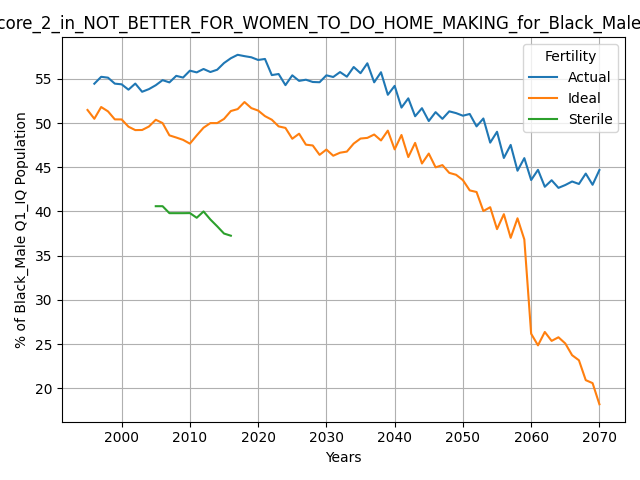 core_2_in_NOT_BETTER_FOR_WOMEN_TO_DO_HOME_MAKING_for_Black_Male
Fertility
Actual
Ideal
Sterile
% of Black_Male Q1_IQ Population
55
50
45
40
35
30
25
20
2000 2010 2020 2030 2040 2050 2060 2070
Years